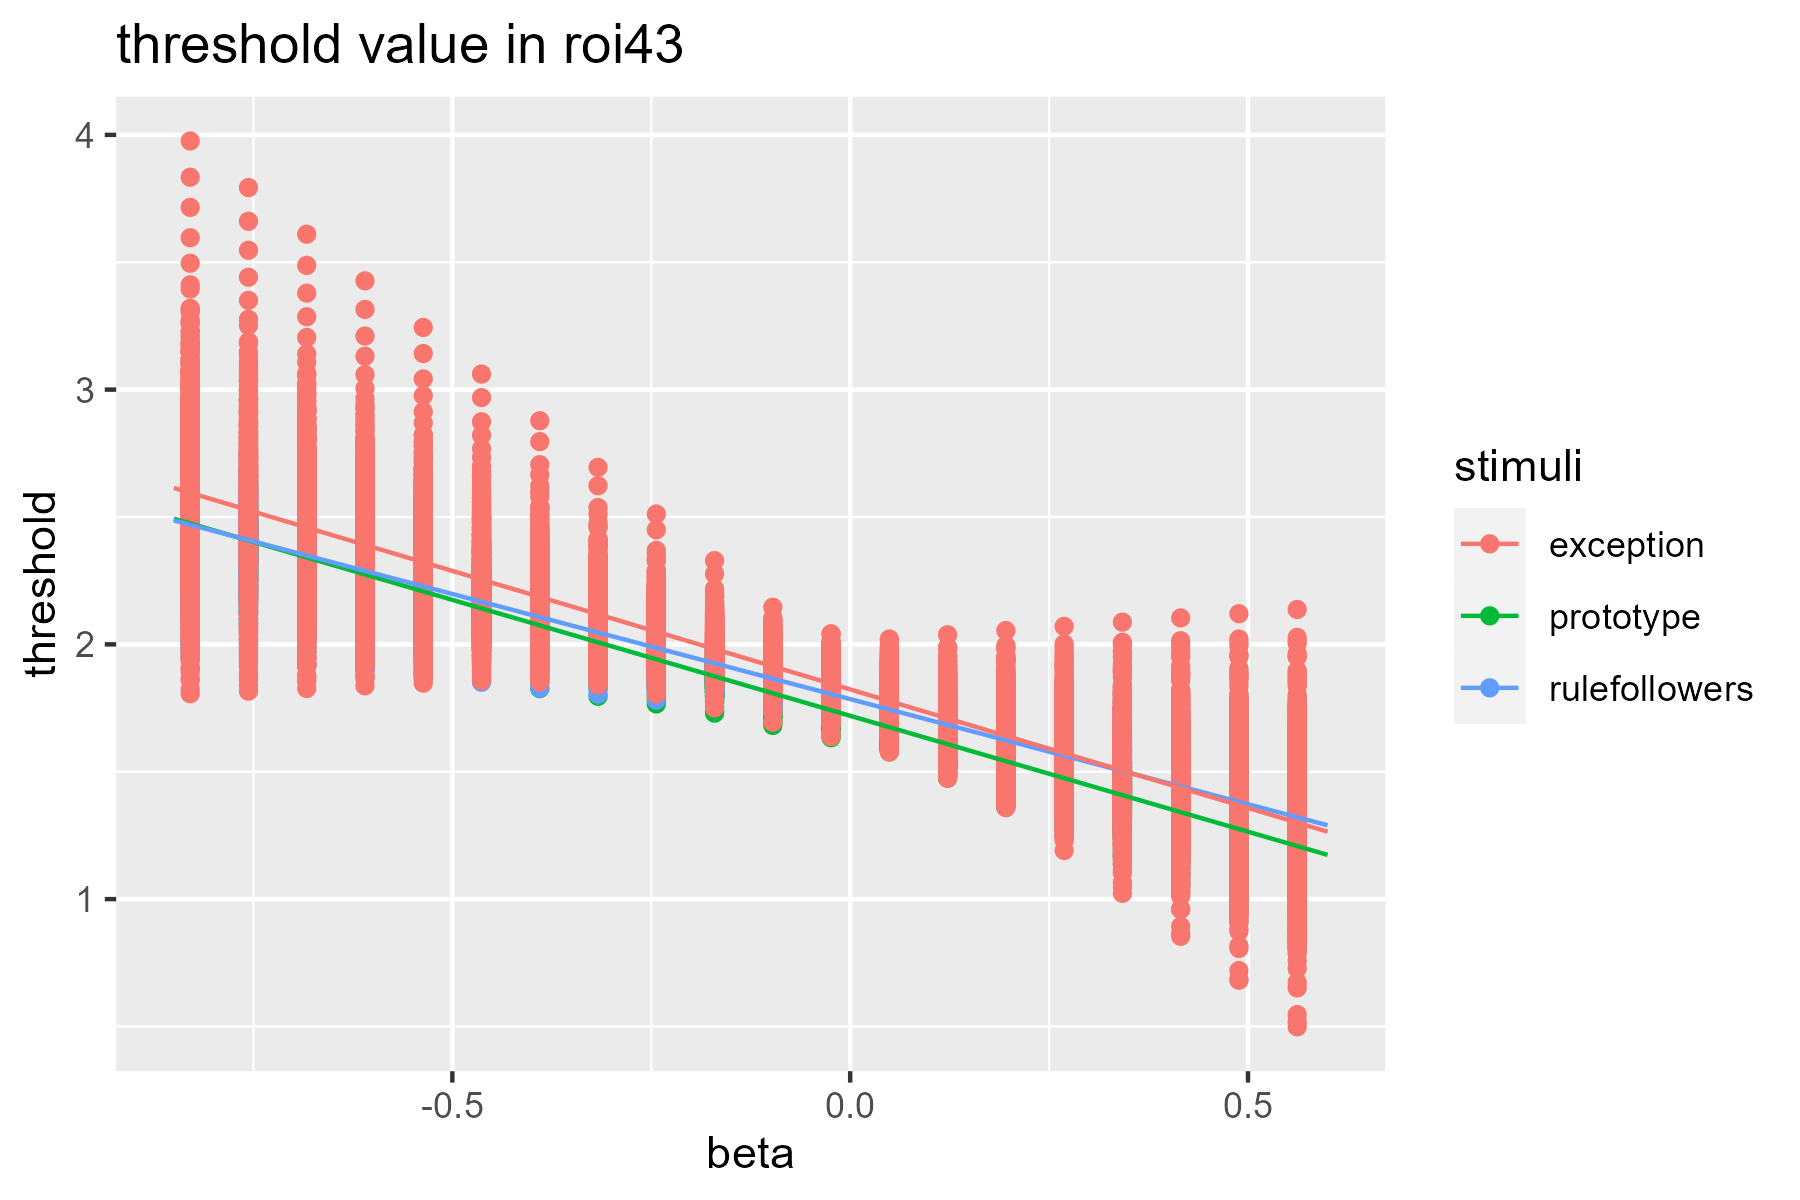 threshold value in roi43
threshold
4
3
2
1
-0.5
0.0
0.5
beta
stimuli
exception
prototype
rulefollowers